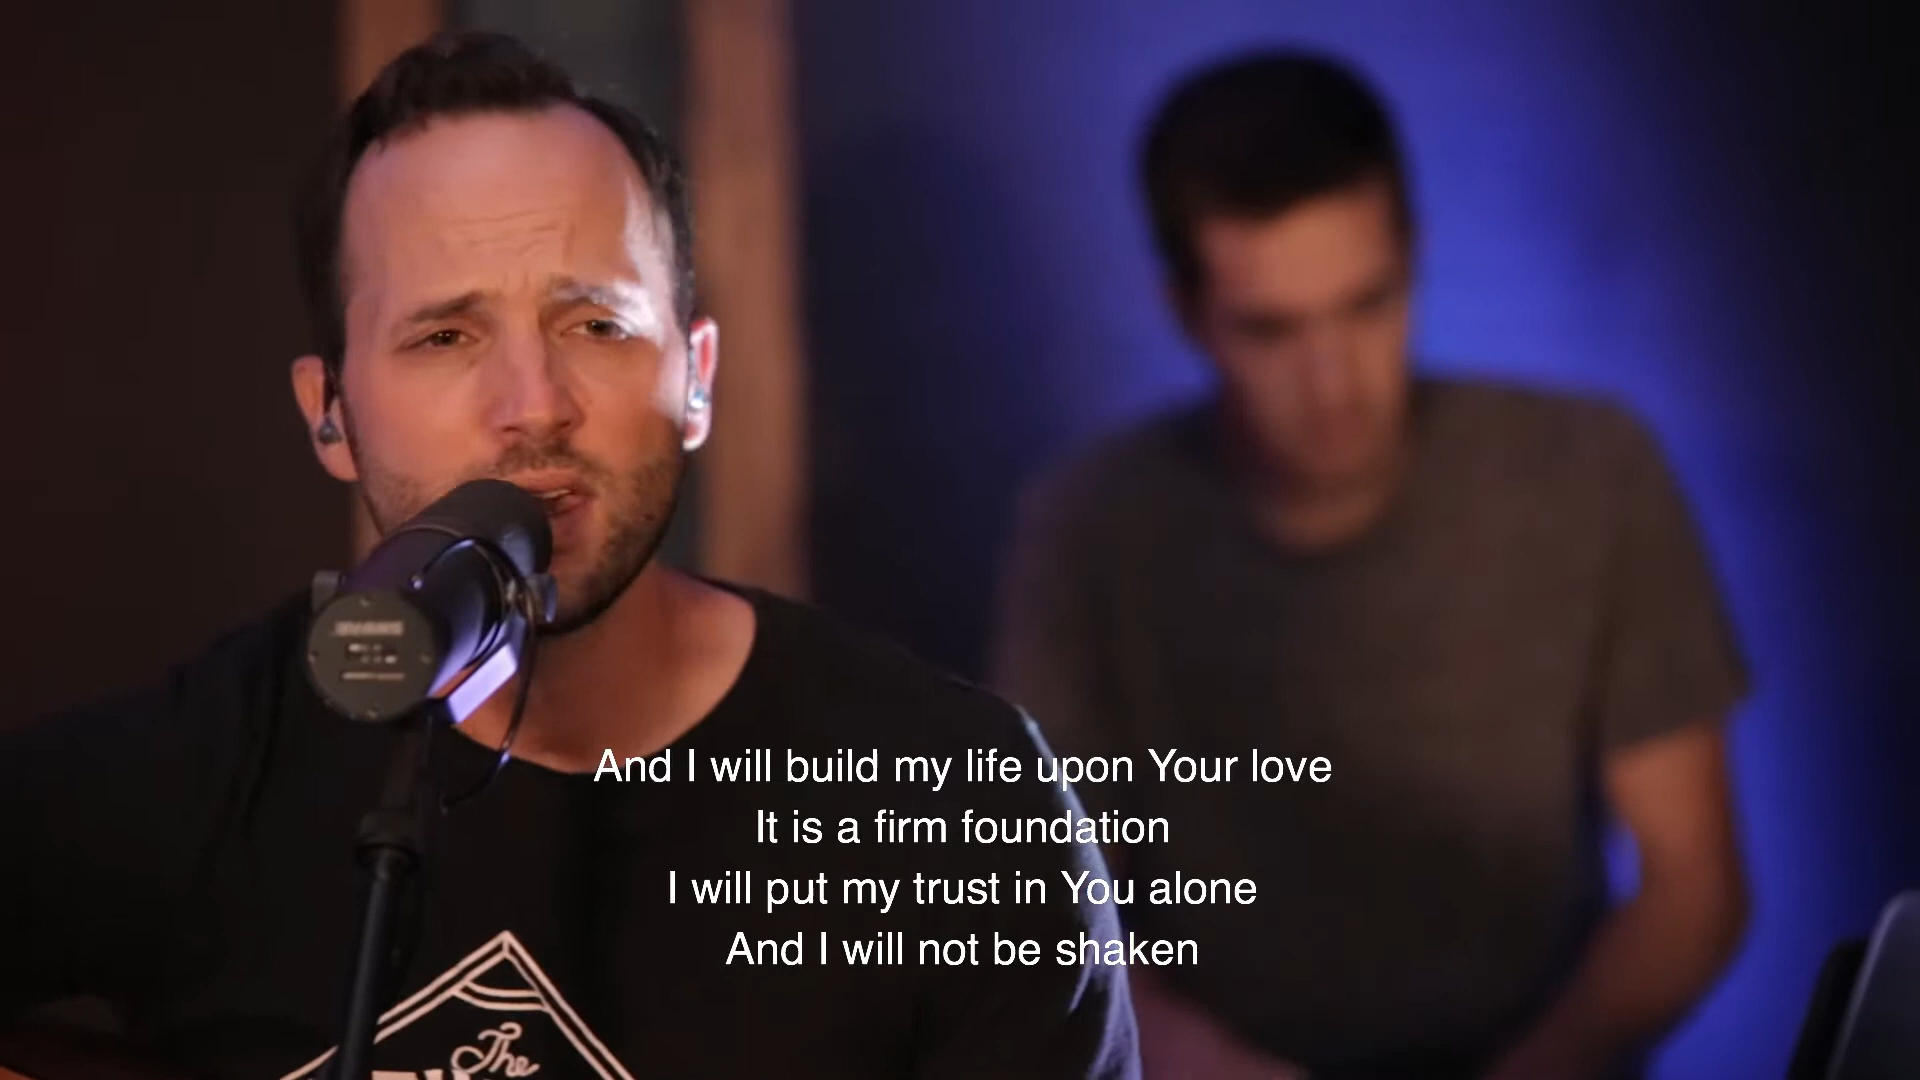 And I will build my life upon Your love
It is a firm foundation
I will put my trust in You alone
And I will not be shaken
The